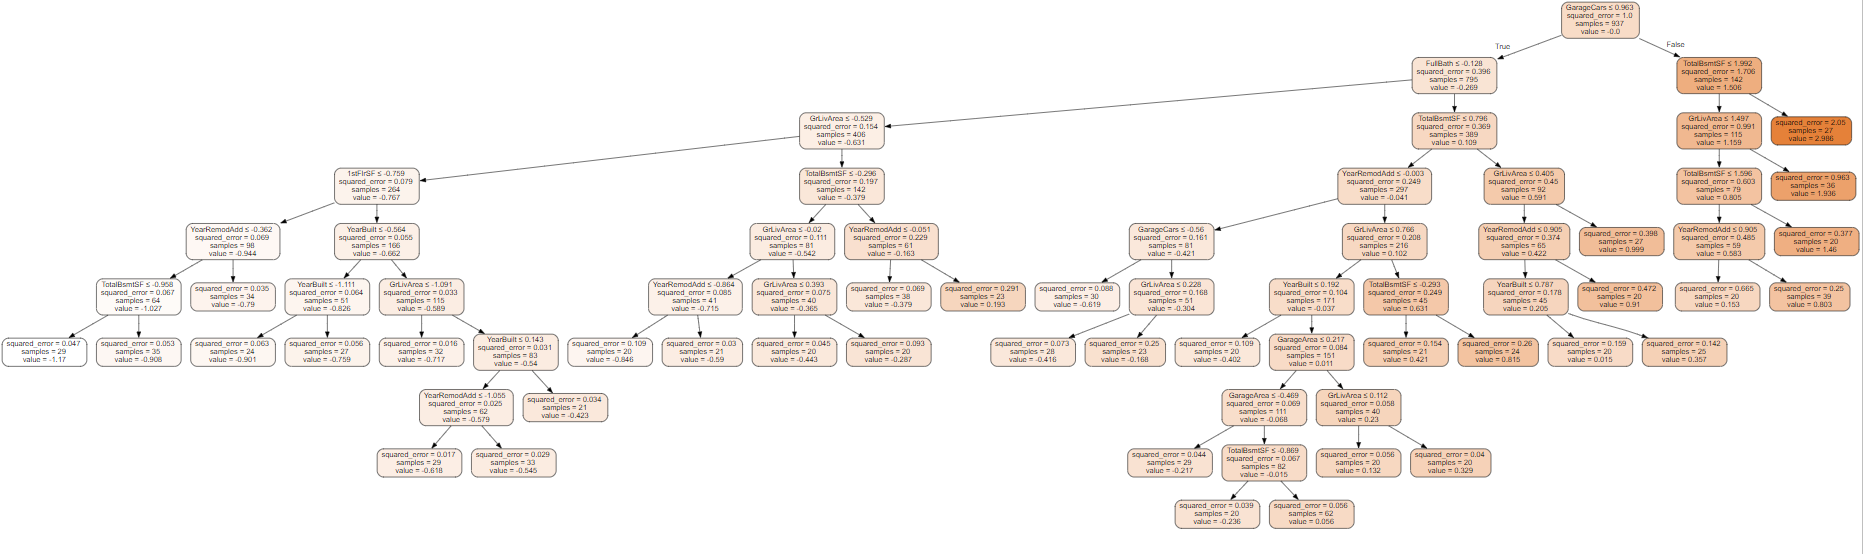 GarageCars ≤ 0.963
squared_error = 1.0
samples = 937
value = -0.0
True
False
FullBath ≤ -0.128
squared_error = 0.396
samples = 795
value = -0.269
TotalBsmtSF ≤ 1.992
squared_error = 1.706
samples = 142
value = 1.506
GrLivArea ≤ -0.529
squared_error = 0.154
samples = 406
value = -0.631
TotalBsmtSF ≤ 0.796
squared_error = 0.369
samples = 389
value = 0.109
GrLivArea ≤ 1.497
squared_error = 0.991
samples = 115
value = 1.159
squared_error = 2.05
samples = 27
value = 2.986
1stFlrSF ≤ -0.759
squared_error = 0.079
samples = 264
value = -0.767
TotalBsmtSF ≤ -0.296
squared_error = 0.197
samples = 142
value = -0.379
YearRemodAdd ≤ -0.003
squared_error = 0.249
samples = 297
value = -0.041
GrLivArea ≤ 0.405
squared_error = 0.45
samples = 92
value = 0.591
TotalBsmtSF ≤ 1.596
squared_error = 0.603
samples = 79
value = 0.805
squared_error = 0.963
samples = 36
value = 1.936
YearRemodAdd ≤ -0.362
squared_error = 0.069
samples = 98
value = -0.944
YearBuilt ≤ -0.564
squared_error = 0.055
samples = 166
value = -0.662
GrLivArea ≤ -0.02
squared_error = 0.111
samples = 81
value = -0.542
YearRemodAdd ≤ -0.051
squared_error = 0.229
samples = 61
value = -0.163
GarageCars ≤ -0.56
squared_error = 0.161
samples = 81
value = -0.421
GrLivArea ≤ 0.766
squared_error = 0.208
samples = 216
value = 0.102
YearRemodAdd ≤ 0.905
squared_error = 0.374
samples = 65
value = 0.422
squared_error = 0.398
samples = 27
value = 0.999
YearRemodAdd ≤ 0.905
squared_error = 0.485
samples = 59
value = 0.583
squared_error = 0.377
samples = 20
value = 1.46
TotalBsmtSF ≤ -0.958
squared_error = 0.067
samples = 64
value = -1.027
squared_error = 0.035
samples = 34
value = -0.79
YearBuilt ≤ -1.111
squared_error = 0.064
samples = 51
value = -0.826
GrLivArea ≤ -1.091
squared_error = 0.033
samples = 115
value = -0.589
YearRemodAdd ≤ -0.864
squared_error = 0.085
samples = 41
value = -0.715
GrLivArea ≤ 0.393
squared_error = 0.075
samples = 40
value = -0.365
squared_error = 0.069
samples = 38
value = -0.379
squared_error = 0.291
samples = 23
value = 0.193
squared_error = 0.088
samples = 30
value = -0.619
GrLivArea ≤ 0.228
squared_error = 0.168
samples = 51
value = -0.304
YearBuilt ≤ 0.192
squared_error = 0.104
samples = 171
value = -0.037
TotalBsmtSF ≤ -0.293
squared_error = 0.249
samples = 45
value = 0.631
YearBuilt ≤ 0.787
squared_error = 0.178
samples = 45
value = 0.205
squared_error = 0.472
samples = 20
value = 0.91
squared_error = 0.665
samples = 20
value = 0.153
squared_error = 0.25
samples = 39
value = 0.803
squared_error = 0.047
samples = 29
value = -1.17
squared_error = 0.053
samples = 35
value = -0.908
squared_error = 0.063
samples = 24
value = -0.901
squared_error = 0.056
samples = 27
value = -0.759
squared_error = 0.016
samples = 32
value = -0.717
YearBuilt ≤ 0.143
squared_error = 0.031
samples = 83
value = -0.54
squared_error = 0.109
samples = 20
value = -0.846
squared_error = 0.03
samples = 21
value = -0.59
squared_error = 0.045
samples = 20
value = -0.443
squared_error = 0.093
samples = 20
value = -0.287
squared_error = 0.073
samples = 28
value = -0.416
squared_error = 0.25
samples = 23
value = -0.168
squared_error = 0.109
samples = 20
value = -0.402
GarageArea ≤ 0.217
squared_error = 0.084
samples = 151
value = 0.011
squared_error = 0.154
samples = 21
value = 0.421
squared_error = 0.26
samples = 24
value = 0.815
squared_error = 0.159
samples = 20
value = 0.015
squared_error = 0.142
samples = 25
value = 0.357
YearRemodAdd ≤ -1.055
squared_error = 0.025
samples = 62
value = -0.579
squared_error = 0.034
samples = 21
value = -0.423
GarageArea ≤ -0.469
squared_error = 0.069
samples = 111
value = -0.068
GrLivArea ≤ 0.112
squared_error = 0.058
samples = 40
value = 0.23
squared_error = 0.017
samples = 29
value = -0.618
squared_error = 0.029
samples = 33
value = -0.545
squared_error = 0.044
samples = 29
value = -0.217
TotalBsmtSF ≤ -0.869
squared_error = 0.067
samples = 82
value = -0.015
squared_error = 0.056
samples = 20
value = 0.132
squared_error = 0.04
samples = 20
value = 0.329
squared_error = 0.039
samples = 20
value = -0.236
squared_error = 0.056
samples = 62
value = 0.056